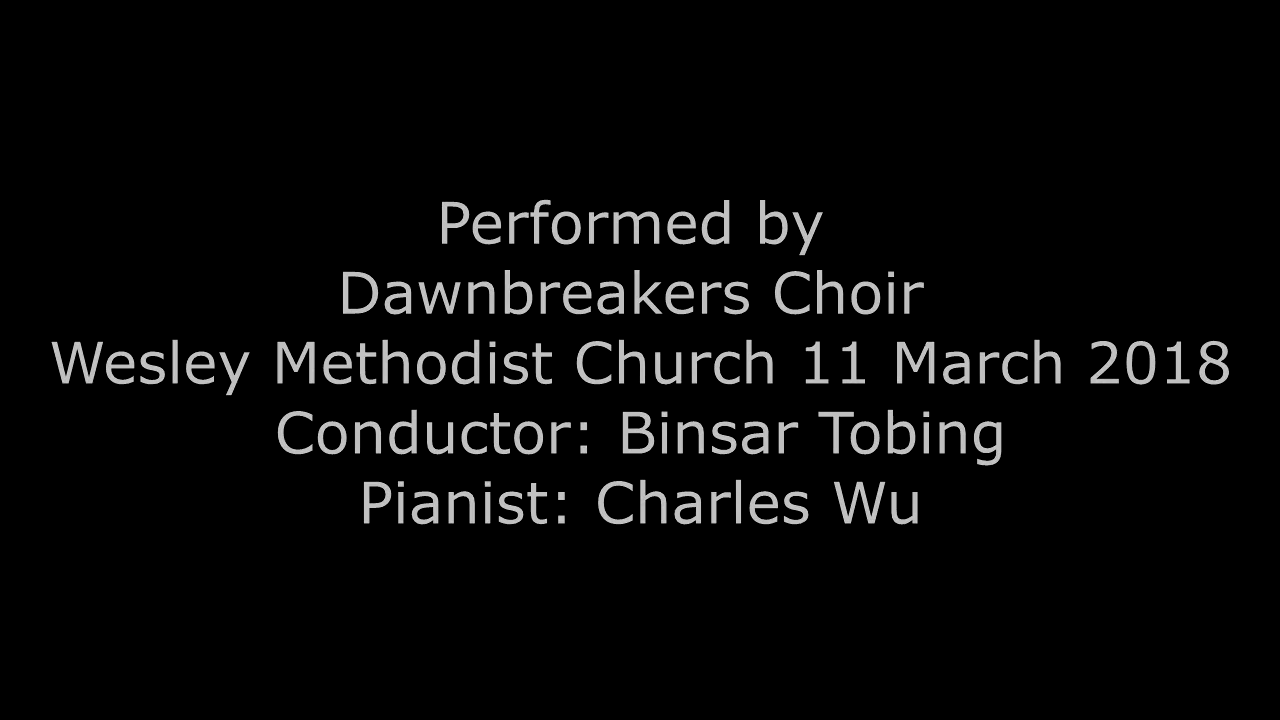 Performed by
Dawnbreakers Choir
Wesley Methodist Church 11 March 2018
Conductor: Binsar Tobing
Pianist: Charles Wu